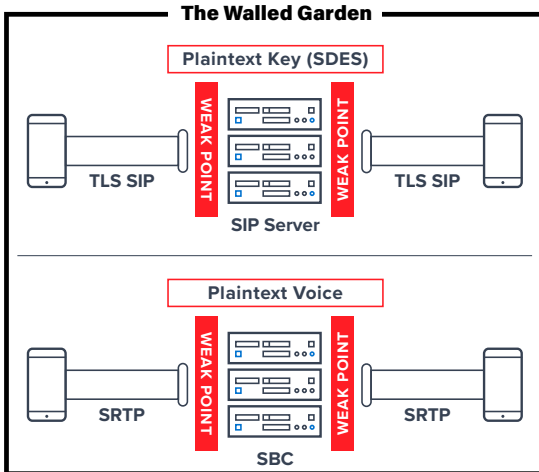 The Walled Garden
Plaintext Key (SDES)
WEAK POINT
WEAK POINT
TLS SIP
TLS SIP
SIP Server
Plaintext Voice
WEAK POINT
WEAK POINT
SRTP
SRTP
SBC